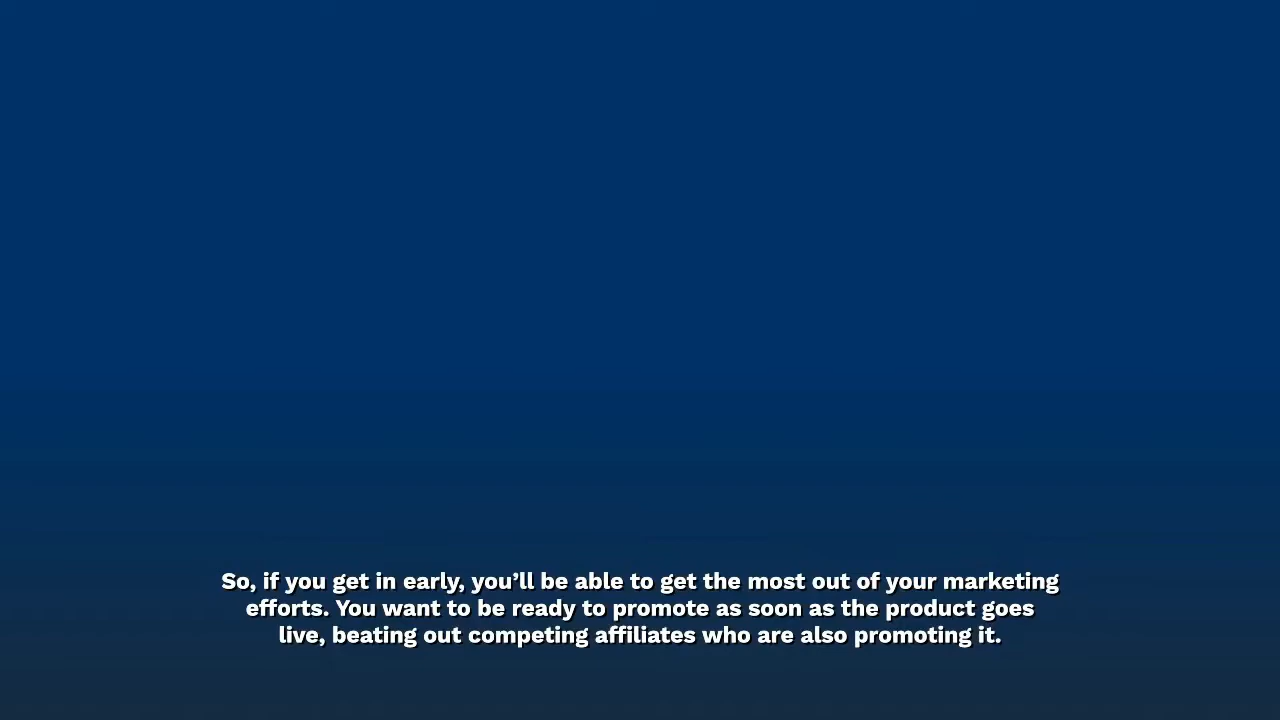 So, if you get in early, you’ll be able to get the most out of your marketing
efforts. You want to be ready to promote as soon as the product goes
live, beating out competing affiliates who are also promoting it.